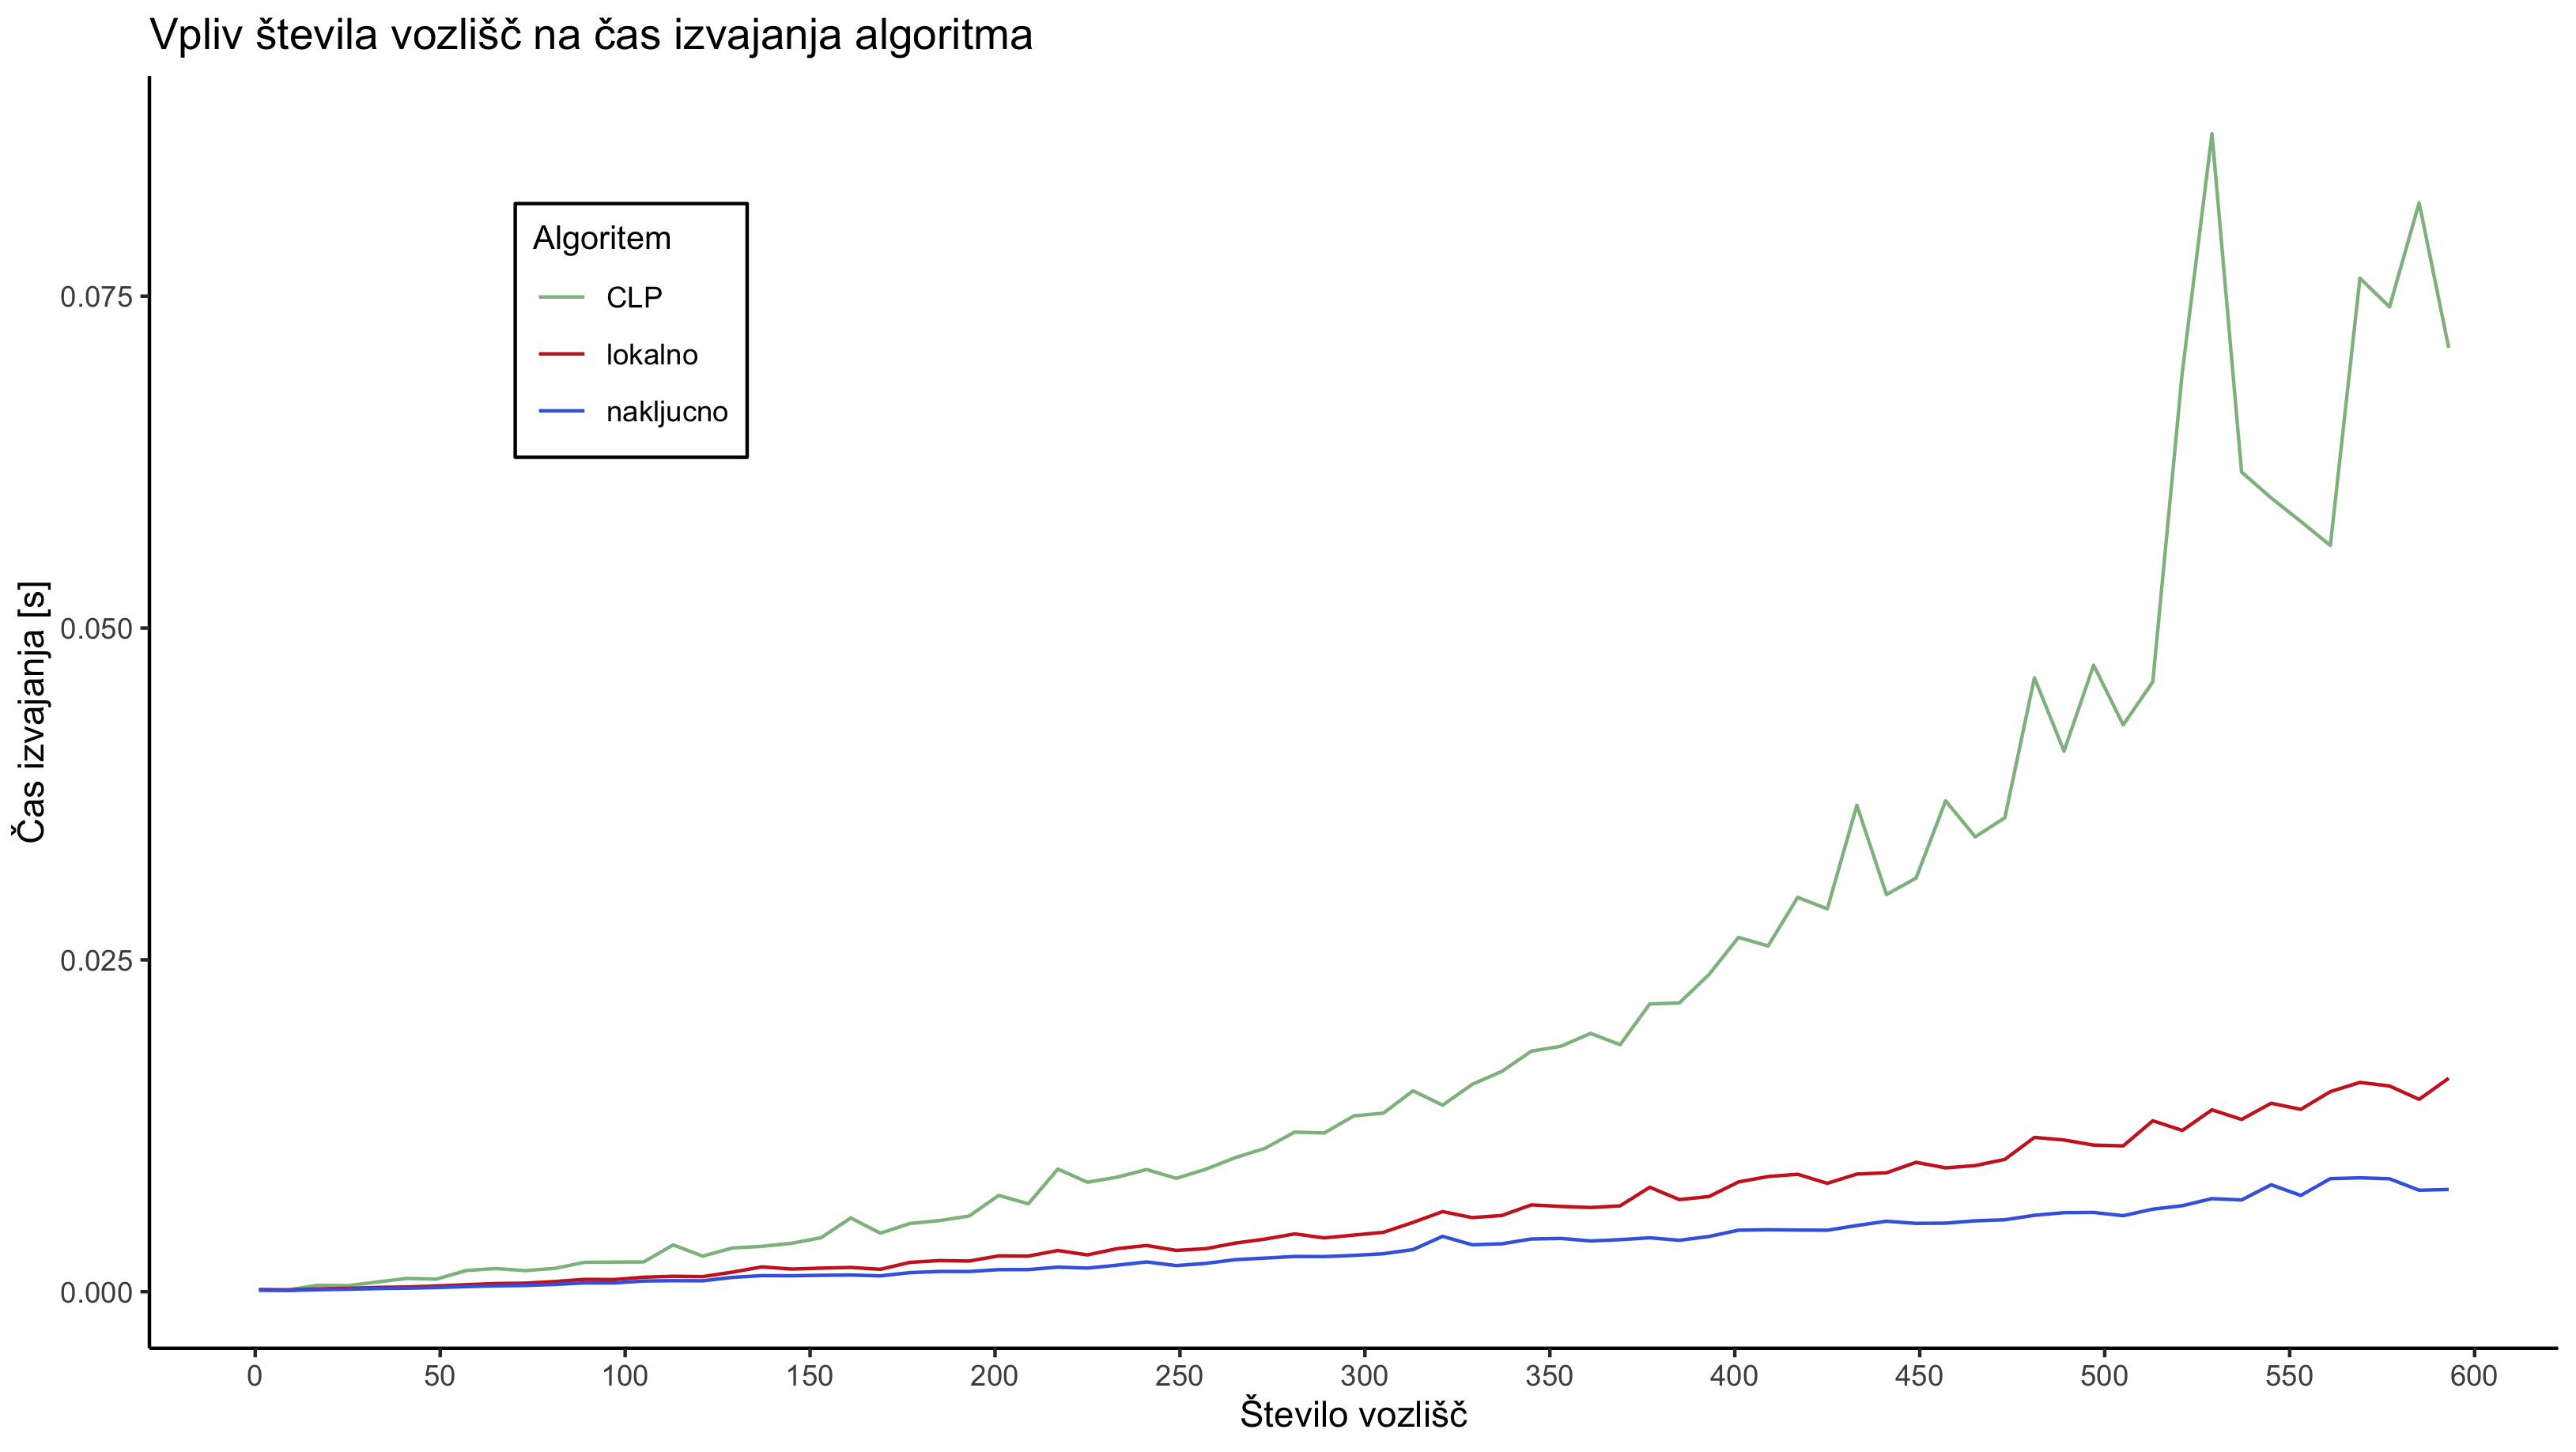 Vpliv števila vozlišč na čas izvajanja algoritma
Algoritem
CLP
lokalno
nakljucno
Čas izvajanja [s]
0.075
0.050
0.025
0.000
0 50 100 150 200 250 300 350 400 450 500 550 600
Število vozlišč